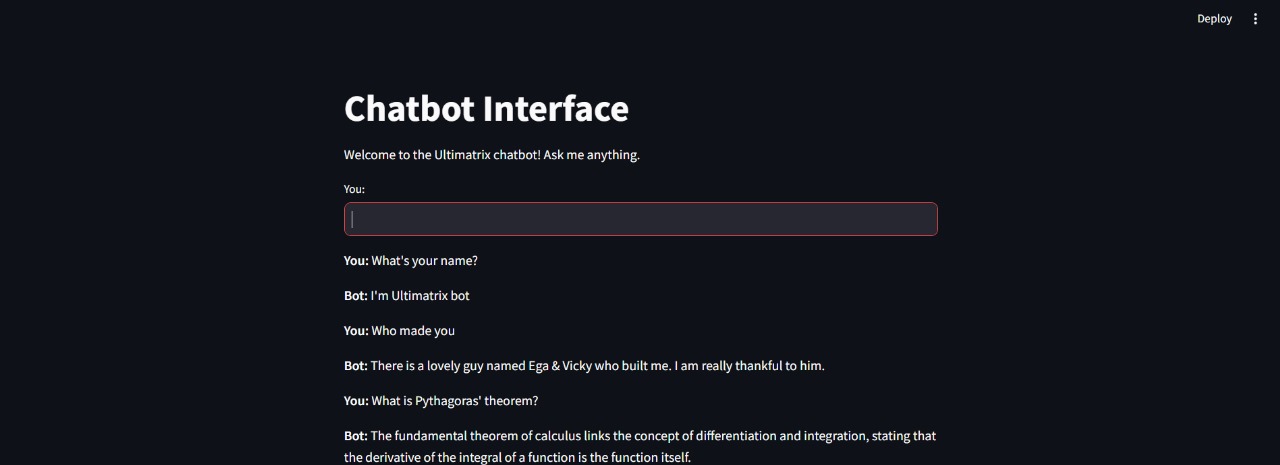 Deploy
Chatbot Interface
Welcome to the Ultimatrix chatbot! Ask me anything.
You:
You: What's your name?
Bot: I'm Ultimatrix bot
You: Who made you
Bot: There is a lovely guy named Ega & Vicky who built me. I am really thankful to him.
You: What is Pythagoras' theorem?
Bot: The fundamental theorem of calculus links the concept of differentiation and integration, stating that
the derivative of the integral of a function is the function itself.